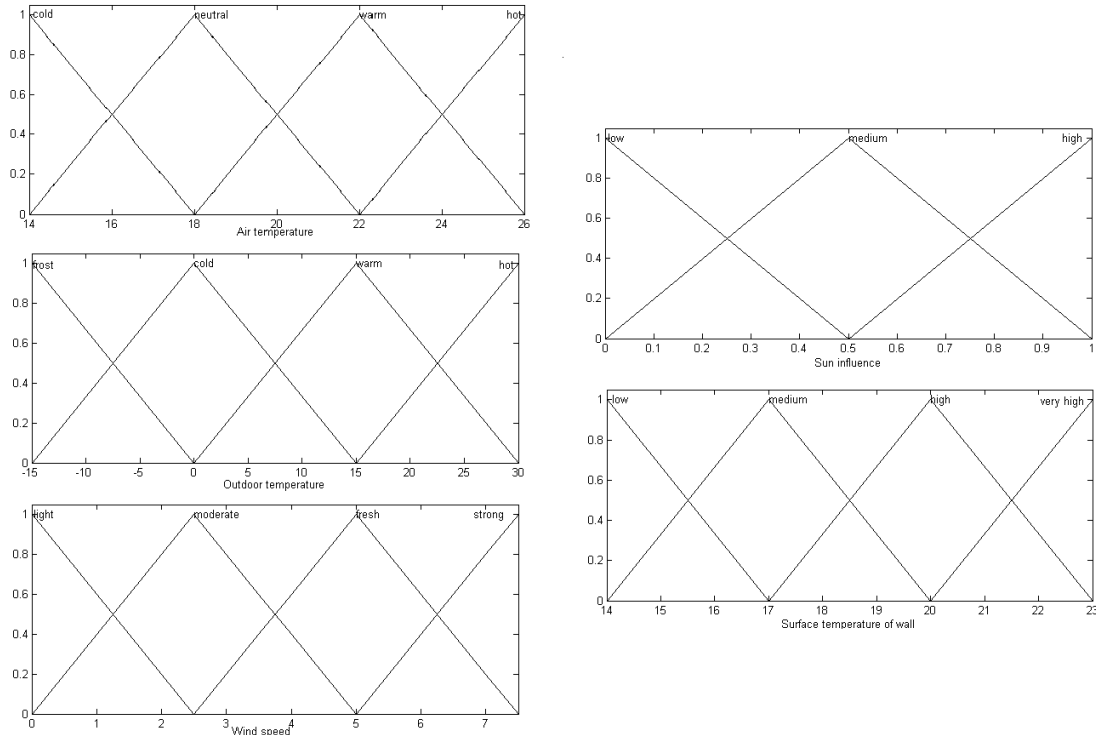 cold neutral warm hot
1
0.8
0.6
0.4
0.2
0
14 16 18 20 22 24 26
Air temperature
frost cold warm hot
1
0.8
0.6
0.4
0.2
0
-15 -10 -5 0 5 10 15 20 25 30
Outdoor temperature
light moderate fresh strong
1
0.8
0.6
0.4
0.2
0
0 1 2 3 4 5 6 7
Wind speed
low medium high
1
0.8
0.6
0.4
0.2
0
0 0.1 0.2 0.3 0.4 0.5 0.6 0.7 0.8 0.9 1
Sun influence
low medium high very high
1
0.8
0.6
0.4
0.2
0
14 15 16 17 18 19 20 21 22 23
Surface temperature of wall